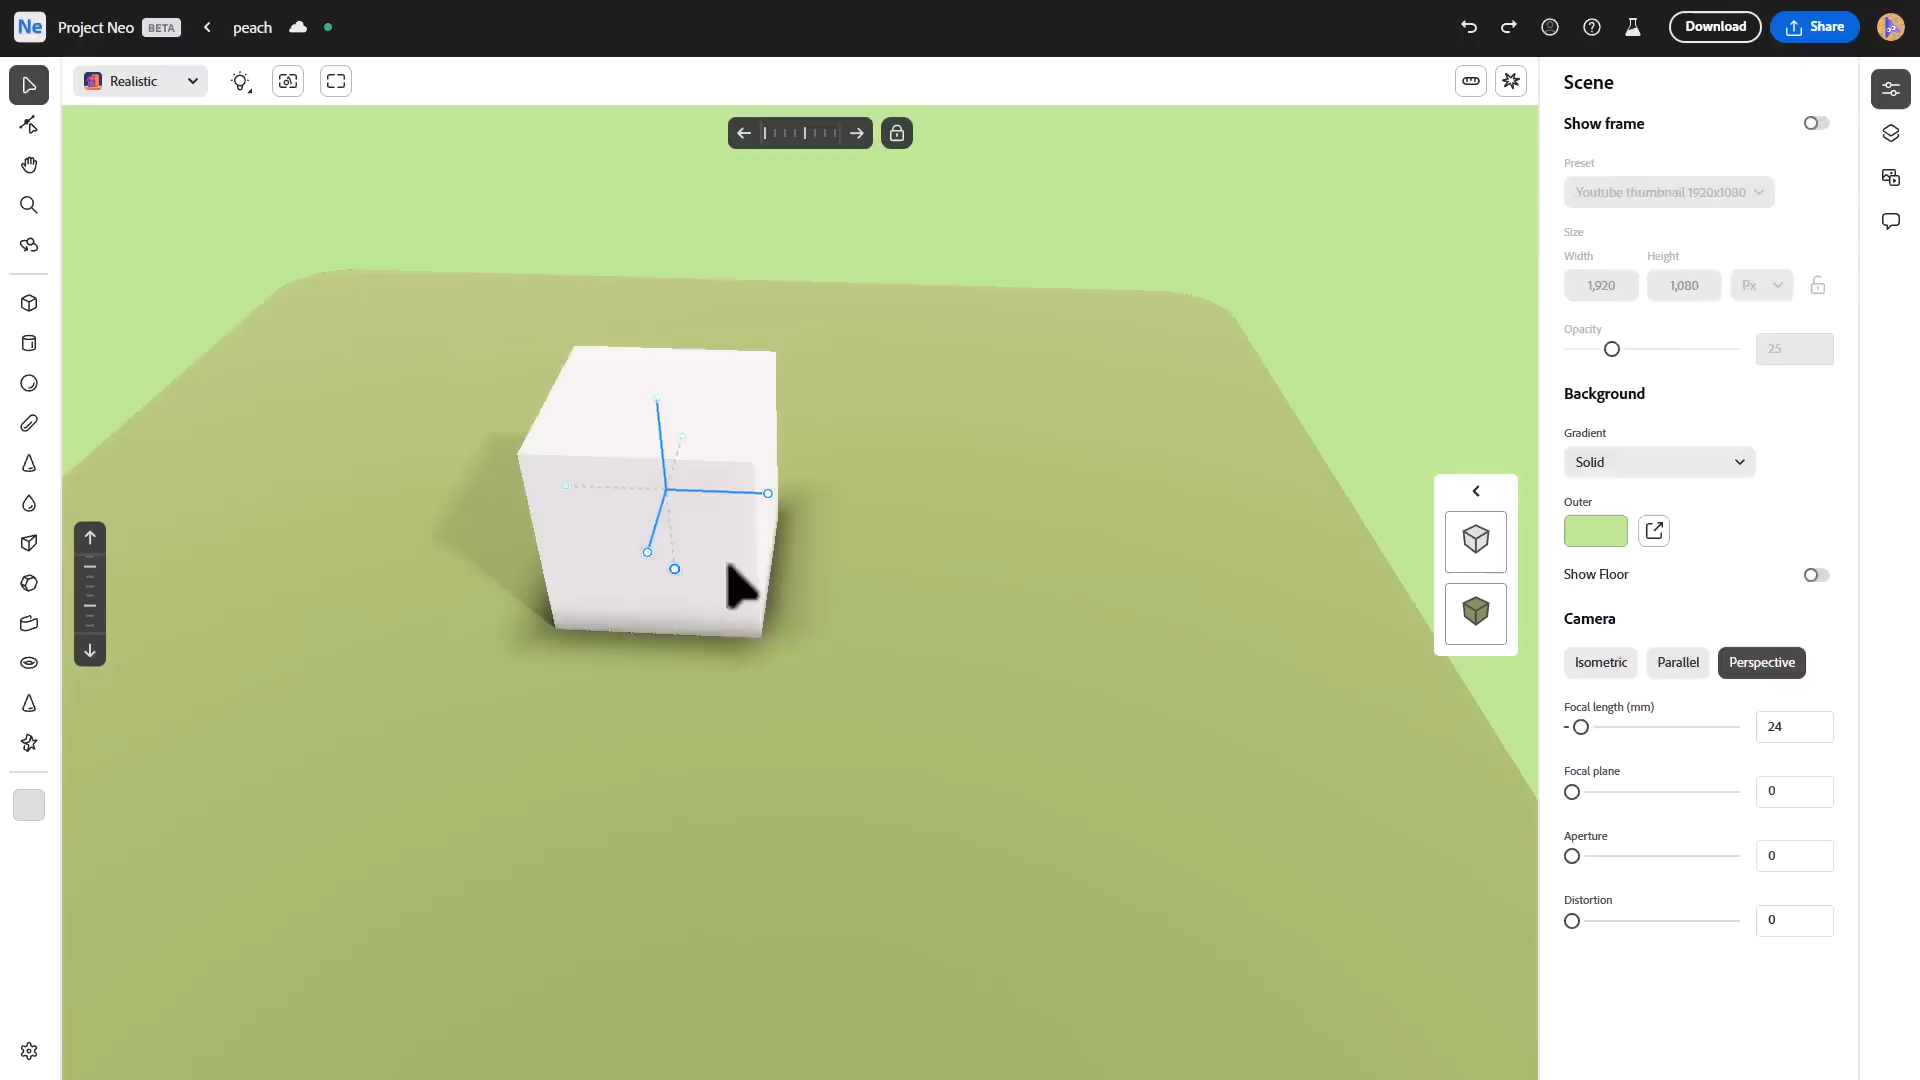 Ne Project Neo BETA peach Download Share
Realistic
Scene
Show frame
Preset
Youtube thumbnail 1920x1080
Size
Width Height
1,920 1,080 Px
Opacity
25
Background
Gradient
Solid
Outer
Show Floor
Camera
Isometric Parallel Perspective
Focal length (mm)
24
Focal plane
0
Aperture
0
Distortion
0